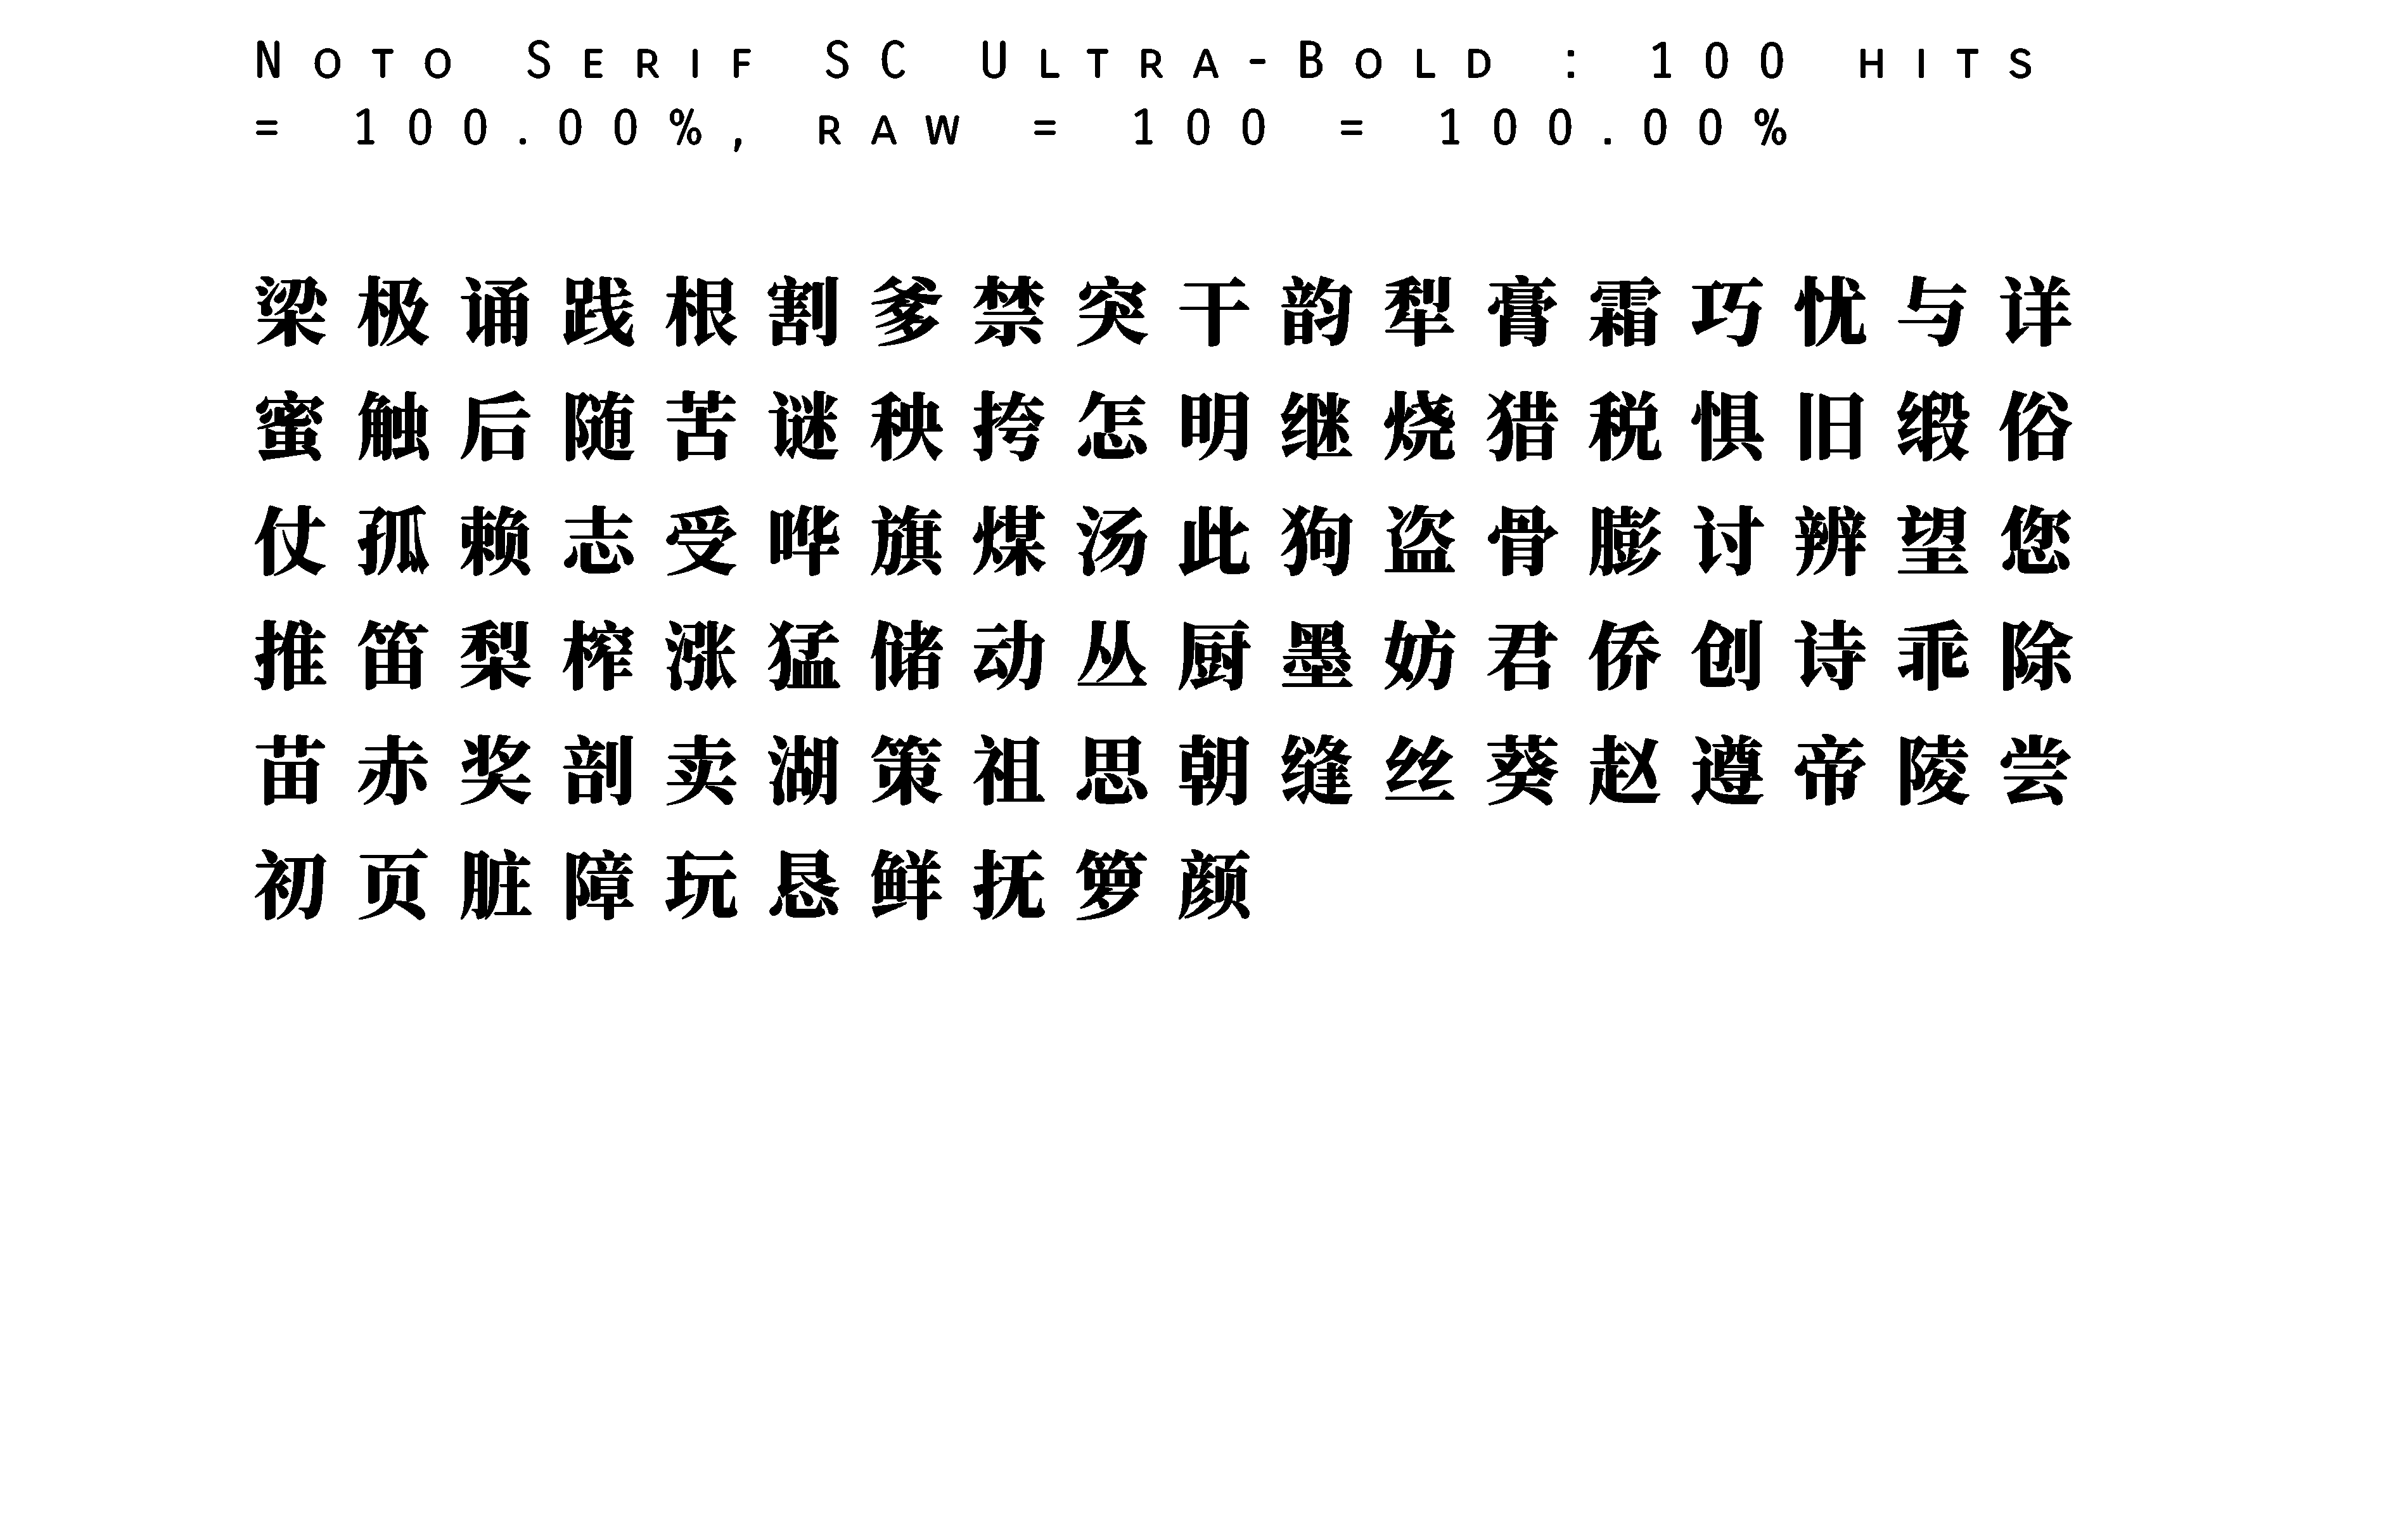 Noto Serif SC Ultra-Bold : 100 hits
= 100.00%, raw = 100 = 100.00%
梁极诵践根割爹禁突干韵犁膏霜巧忧与详
蜜触后随苦谜秧挎怎明继烧猎税惧旧缎俗
仗孤赖志受哗旗煤汤此狗盗骨膨讨辨望您
推笛梨榨涨猛储动丛厨墨妨君侨创诗乖除
苗赤奖剖卖湖策祖思朝缝丝葵赵遵帝陵尝
初页脏障玩恳鲜抚箩颜